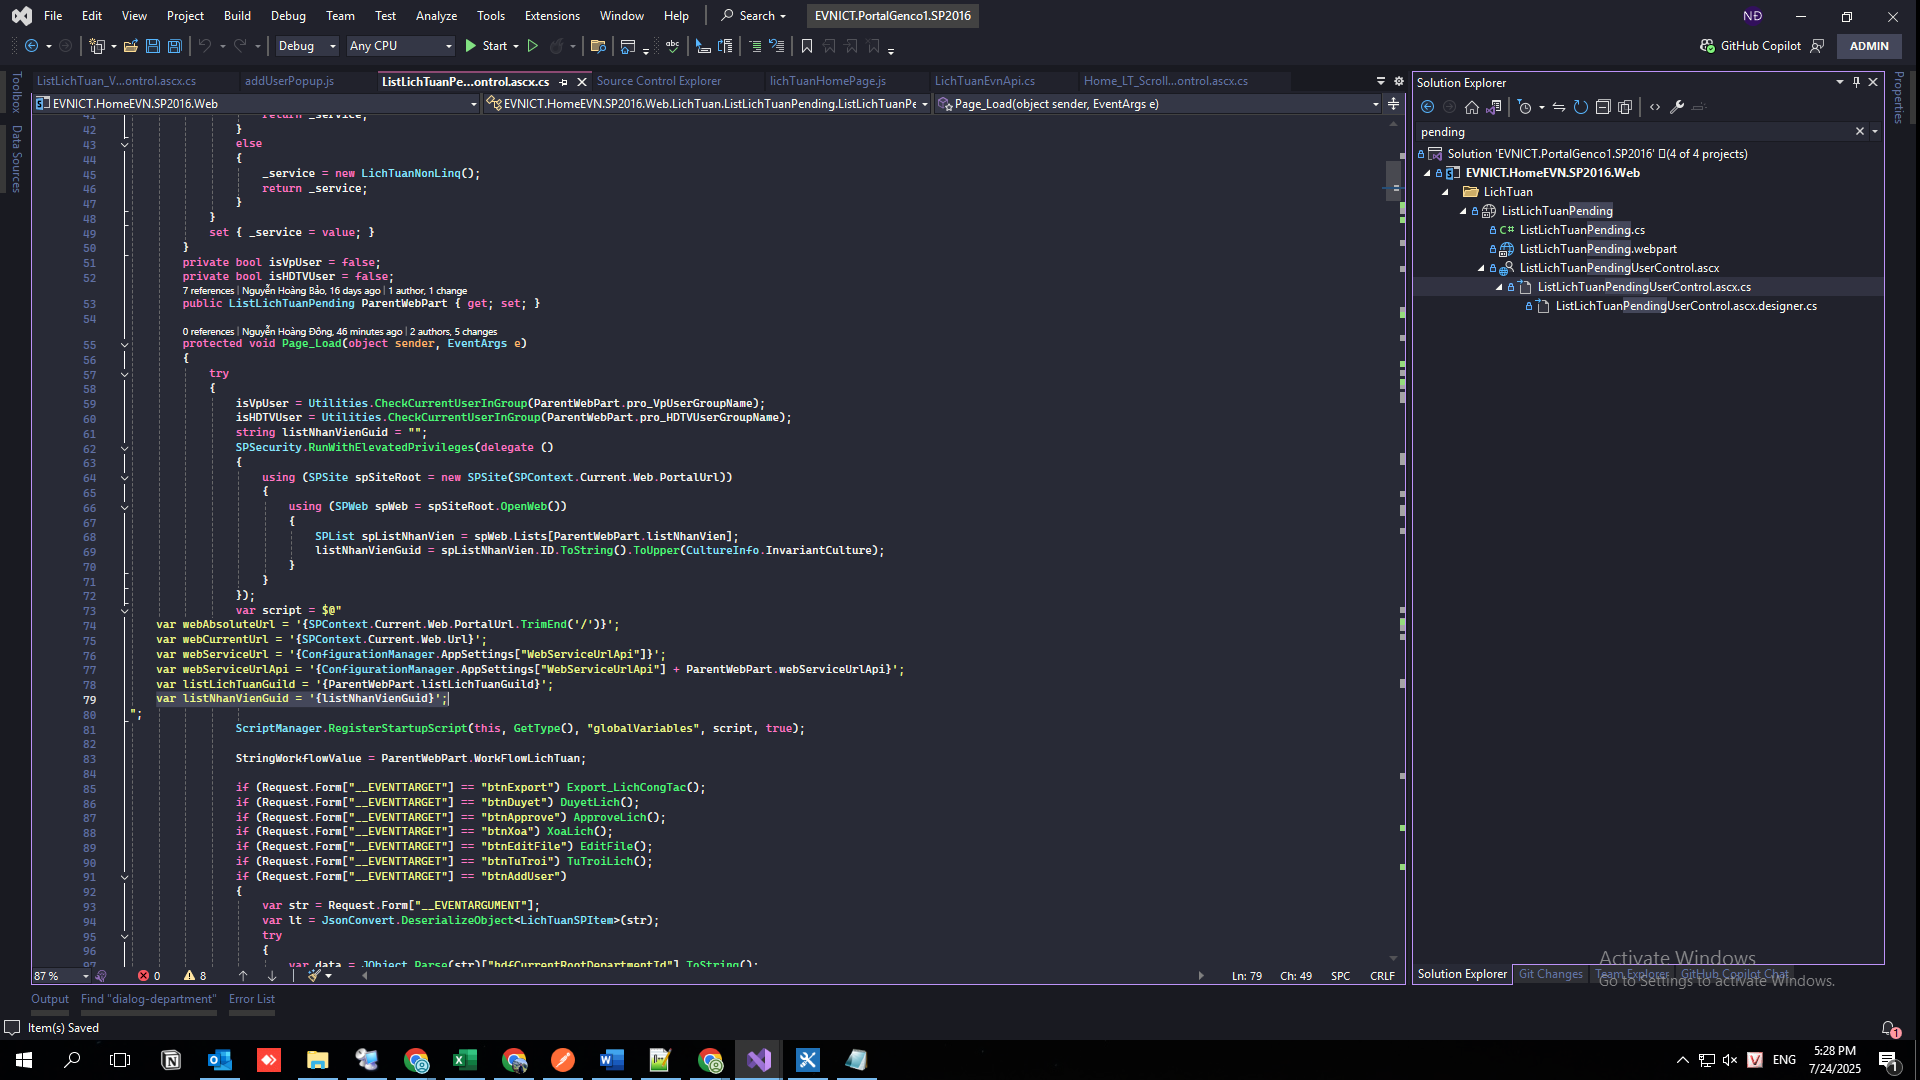 File Edit View Project Build Debug Team Test Analyze Tools Extensions Window Help Search EVNICT.PortalGenco1.SP2016 NĐ
Debug Any CPU Start GitHub Copilot ADMIN
ListLichTuan_V...ontrol.ascx.cs addUserPopup.js ListLichTuanPe...ontrol.ascx.cs Source Control Explorer lichTuanHomePage.js LichTuanEvnApi.cs Home_LT_Scroll...ontrol.ascx.cs
EVNICT.HomeEVN.SP2016.Web EVNICT.HomeEVN.SP2016.Web.LichTuan.ListLichTuanPending.ListLichTuanPe Page_Load(object sender, EventArgs e)
Toolbox
Data Sources
41 return _service;
42 }
43 else
44 {
45 _service = new LichTuanNonLinq();
46 return _service;
47 }
48 }
49 set { _service = value; }
50 }
51 private bool isVpUser = false;
52 private bool isHDTVUser = false;
7 references | Nguyễn Hoàng Bảo, 16 days ago | 1 author, 1 change
53 public ListLichTuanPending ParentWebPart { get; set; }
54
0 references | Nguyễn Hoàng Đông, 46 minutes ago | 2 authors, 5 changes
55 protected void Page_Load(object sender, EventArgs e)
56 {
57 try
58 {
59 isVpUser = Utilities.CheckCurrentUserInGroup(ParentWebPart.pro_VpUserGroupName);
60 isHDTVUser = Utilities.CheckCurrentUserInGroup(ParentWebPart.pro_HDTVUserGroupName);
61 string listNhanVienGuid = "";
62 SPSecurity.RunWithElevatedPrivileges(delegate ()
63 {
64 using (SPSite spSiteRoot = new SPSite(SPContext.Current.Web.PortalUrl))
65 {
66 using (SPWeb spWeb = spSiteRoot.OpenWeb())
67 {
68 SPList spListNhanVien = spWeb.Lists[ParentWebPart.listNhanVien];
69 listNhanVienGuid = spListNhanVien.ID.ToString().ToUpper(CultureInfo.InvariantCulture);
70 }
71 }
72 });
73 var script = $@"
74 var webAbsoluteUrl = '{SPContext.Current.Web.PortalUrl.TrimEnd('/')}';
75 var webCurrentUrl = '{SPContext.Current.Web.Url}';
76 var webServiceUrl = '{ConfigurationManager.AppSettings["WebServiceUrlApi"]}';
77 var webServiceUrlApi = '{ConfigurationManager.AppSettings["WebServiceUrlApi"] + ParentWebPart.webServiceUrlApi}';
78 var listLichTuanGuild = '{ParentWebPart.listLichTuanGuild}';
79 var listNhanVienGuid = '{listNhanVienGuid}';
80 ";
81 ScriptManager.RegisterStartupScript(this, GetType(), "globalVariables", script, true);
82
83 StringWorkflowValue = ParentWebPart.WorkFlowLichTuan;
84
85 if (Request.Form["__EVENTTARGET"] == "btnExport") Export_LichCongTac();
86 if (Request.Form["__EVENTTARGET"] == "btnDuyet") DuyetLich();
87 if (Request.Form["__EVENTTARGET"] == "btnApprove") ApproveLich();
88 if (Request.Form["__EVENTTARGET"] == "btnXoa") XoaLich();
89 if (Request.Form["__EVENTTARGET"] == "btnEditFile") EditFile();
90 if (Request.Form["__EVENTTARGET"] == "btnTuTroi") TuTroiLich();
91 if (Request.Form["__EVENTTARGET"] == "btnAddUser")
92 {
93 var str = Request.Form["__EVENTARGUMENT"];
94 var lt = JsonConvert.DeserializeObject<LichTuanSPItem>(str);
95 try
96 {
97 var data = JObject.Parse(str)["hdfCurrentRootDepartmentId"].ToString();
87 % 0 8 Ln: 79 Ch: 49 SPC CRLF
Solution Explorer
pending
Solution 'EVNICT.PortalGenco1.SP2016' (4 of 4 projects)
EVNICT.HomeEVN.SP2016.Web
LichTuan
ListLichTuanPending
C# ListLichTuanPending.cs
ListLichTuanPending.webpart
ListLichTuanPendingUserControl.ascx
ListLichTuanPendingUserControl.ascx.cs
ListLichTuanPendingUserControl.ascx.designer.cs
Properties
Activate Windows
Go to Settings to activate Windows.
Solution Explorer Git Changes Team Explorer GitHub Copilot Chat
Output Find "dialog-department" Error List
Item(s) Saved 1
ENG 5:28 PM
7/24/2025 1